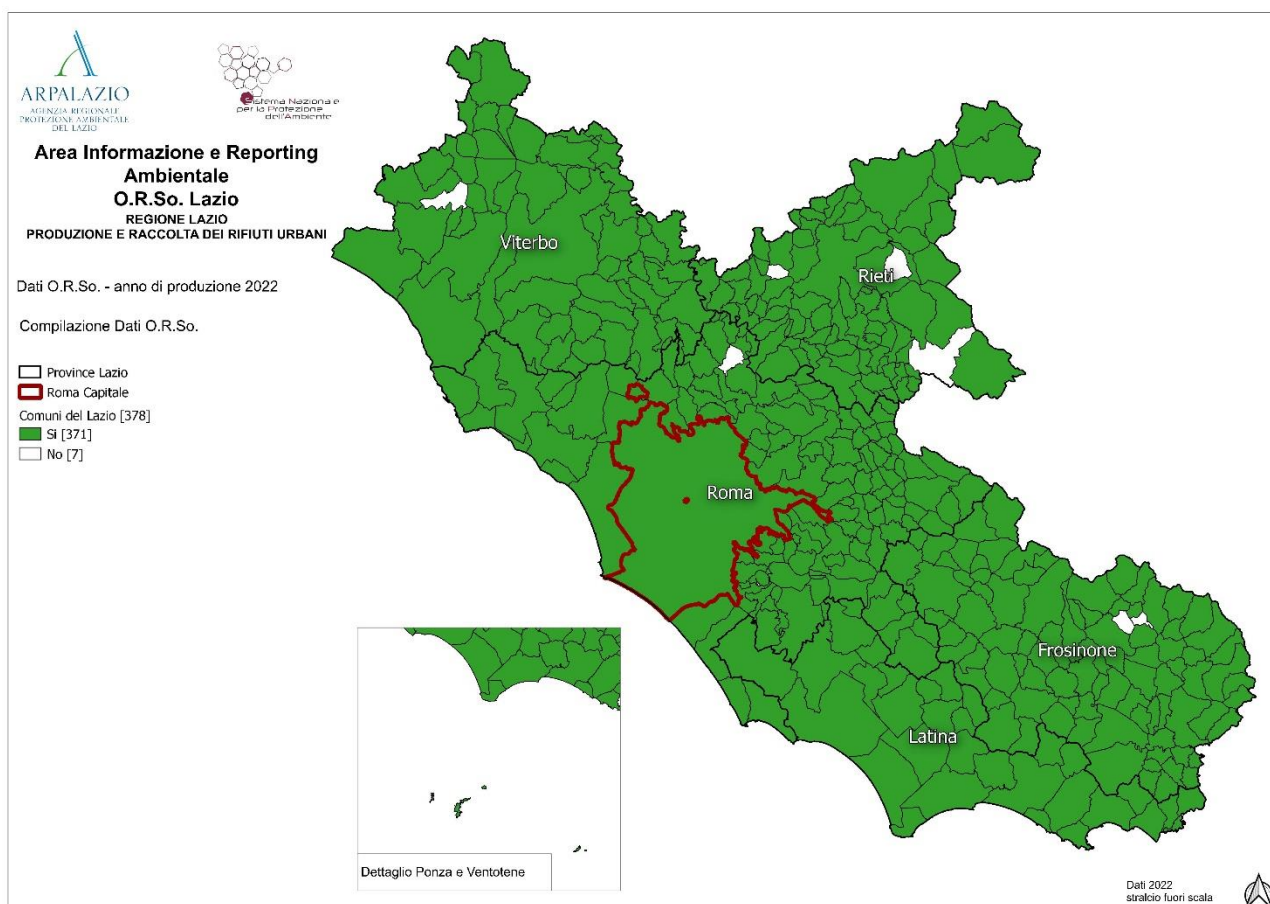 ARPALAZIO
AGENZIA REGIONALE
PROTEZIONE AMBIENTALE
DEL LAZIO
Sistema Nazionale
per la Protezione
dell'Ambiente
Area Informazione e Reporting
Ambientale
O.R.So. Lazio
REGIONE LAZIO
PRODUZIONE E RACCOLTA DEI RIFIUTI URBANI
Dati O.R.So. - anno di produzione 2022
Compilazione Dati O.R.So.
Province Lazio
Roma Capitale
Comuni del Lazio [378]
Si [371]
No [7]
Viterbo
Rieti
Roma
Frosinone
Latina
Dettaglio Ponza e Ventotene
Dati 2022
stralcio fuori scala